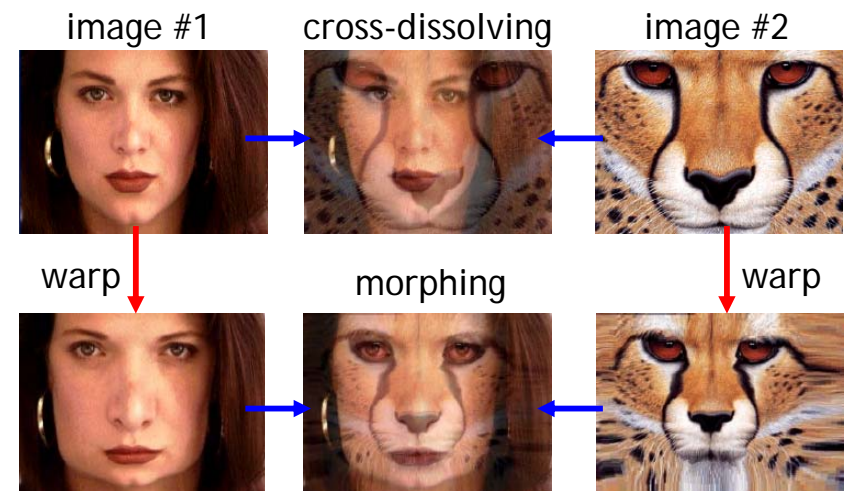 image #1
cross-dissolving
image #2
warp
morphing
warp